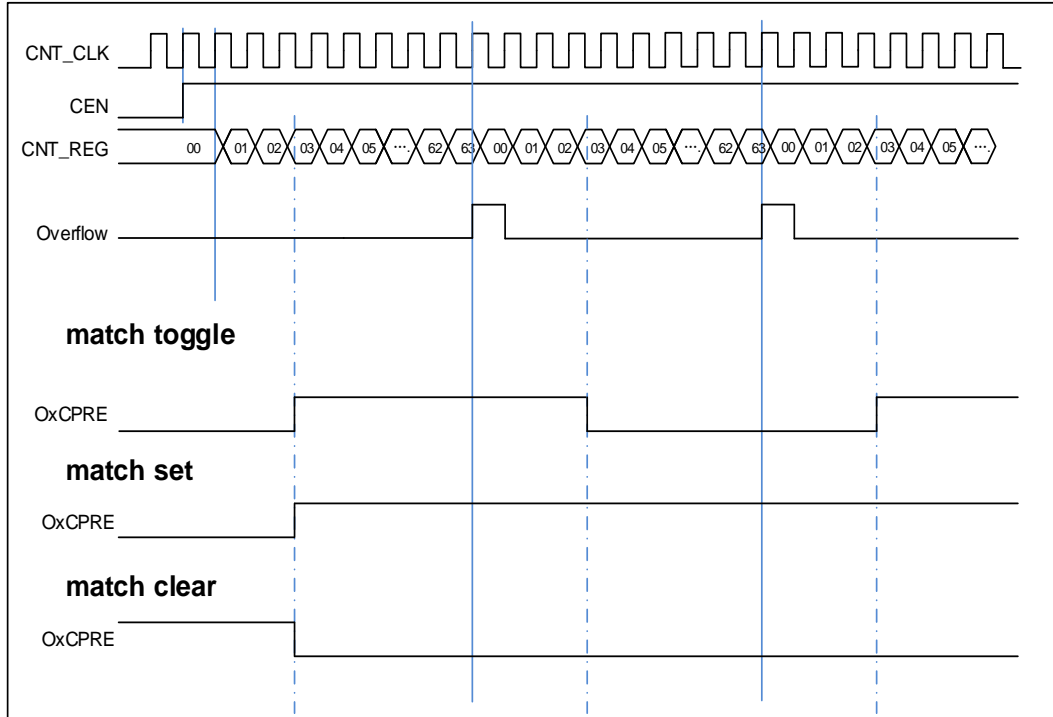 CNT_CLK
CEN
CNT_REG 00 01 02 03 04 05 ···. 62 63 00 01 02 03 04 05 ···. 62 63 00 01 02 03 04 05 ···.
Overflow
match toggle
OxCPRE
match set
OxCPRE
match clear
OxCPRE